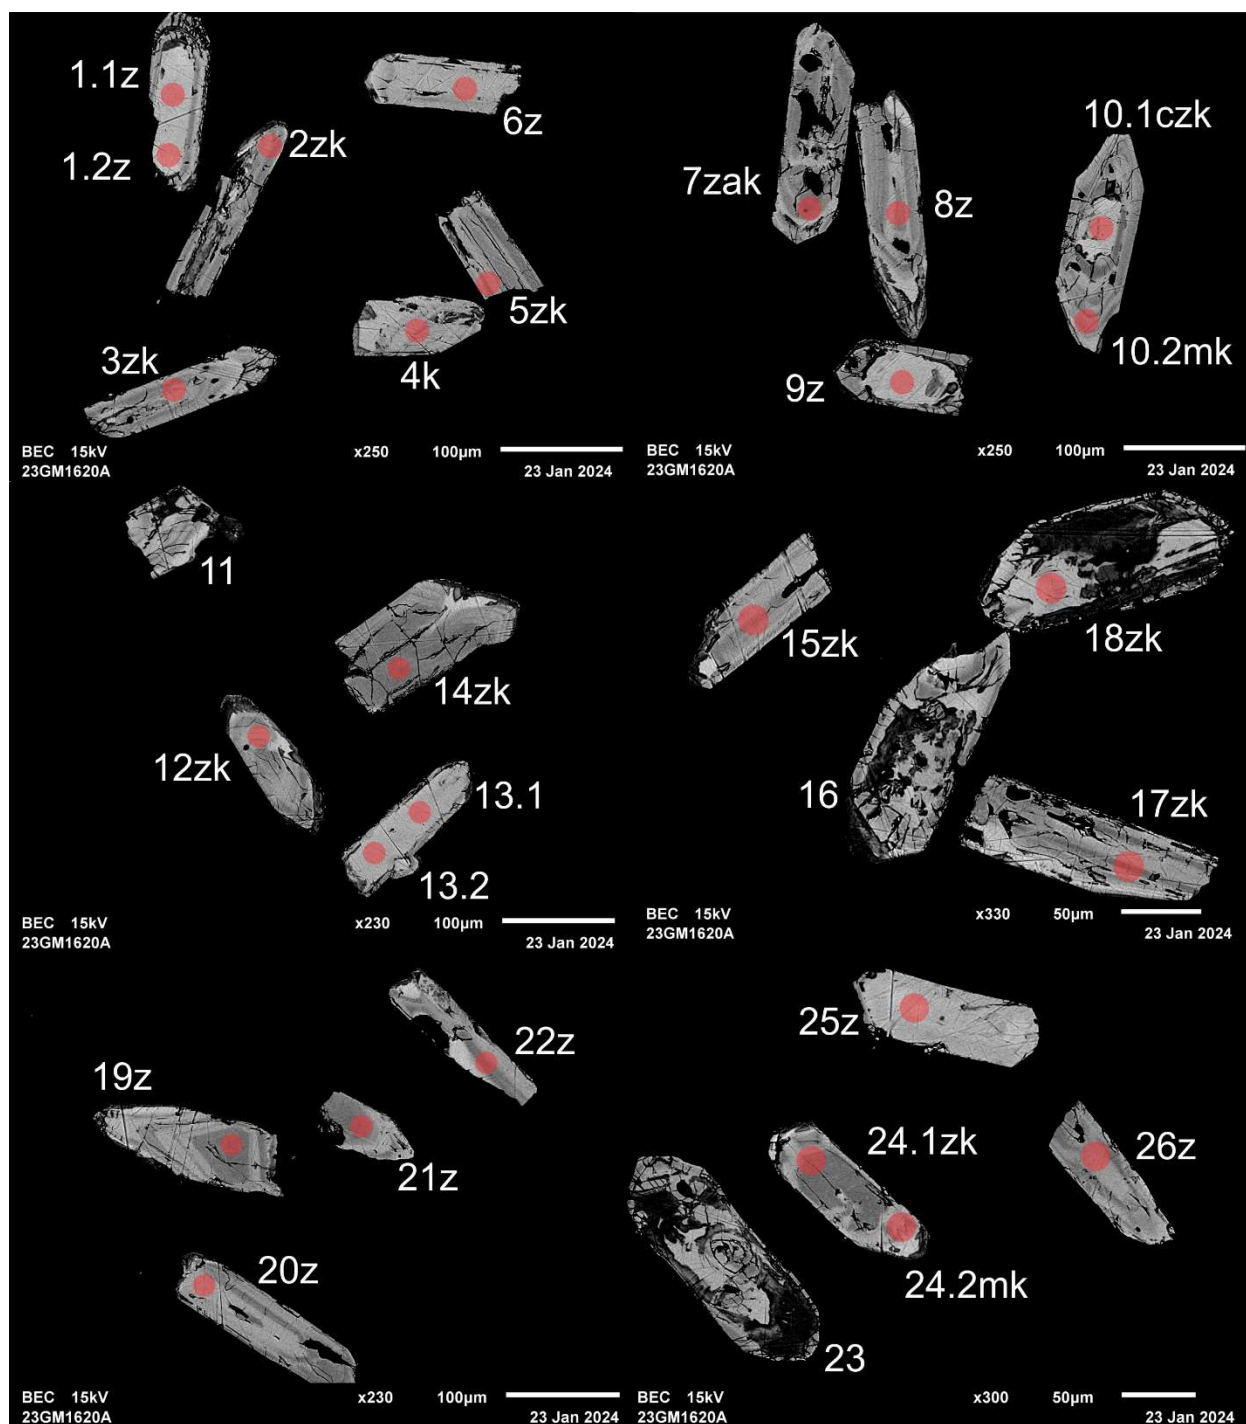 1.1z
6z
1.2z
2zk
5zk
3zk
4k
BEC 15kV x250 100µm
23GM1620A 23 Jan 2024
10.1czk
7zak
8z
9z
10.2mk
BEC 15kV x250 100µm
23GM1620A 23 Jan 2024
11
14zk
12zk
13.1
13.2
BEC 15kV x230 100µm
23GM1620A 23 Jan 2024
15zk
18zk
16
17zk
BEC 15kV x330 50µm
23GM1620A 23 Jan 2024
22z
19z
21z
20z
BEC 15kV x230 100µm
23GM1620A 23 Jan 2024
25z
24.1zk
26z
24.2mk
23
BEC 15kV x300 50µm
23GM1620A 23 Jan 2024